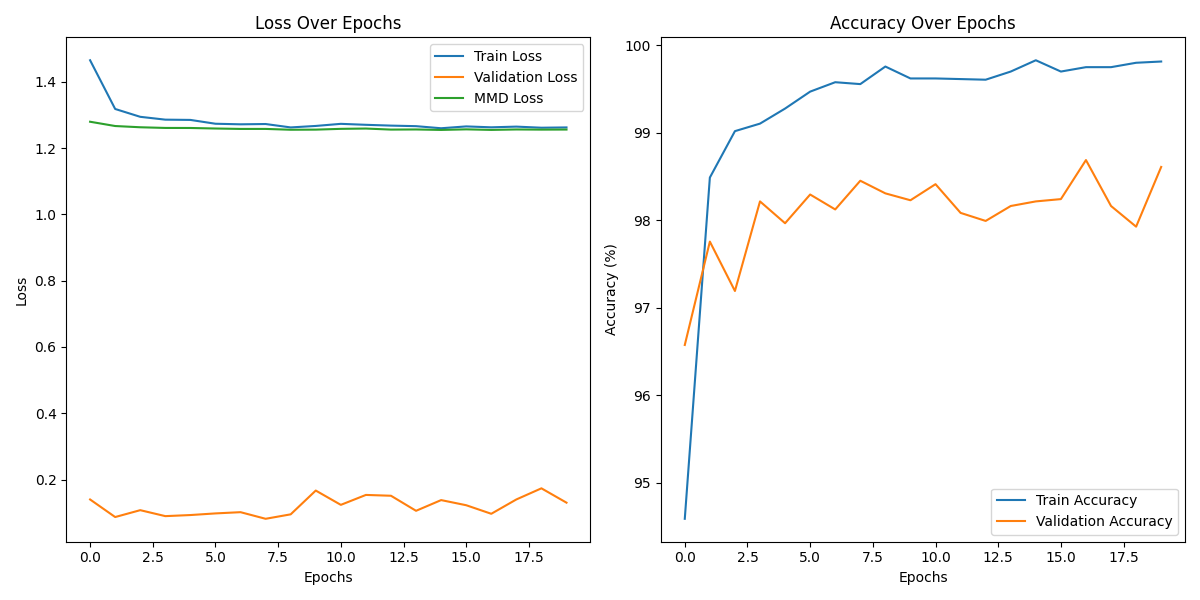 Loss Over Epochs
Train Loss
Validation Loss
MMD Loss
1.4
1.2
1.0
0.8
0.6
0.4
0.2
Loss
0.0 2.5 5.0 7.5 10.0 12.5 15.0 17.5
Epochs
Accuracy Over Epochs
100
99
98
97
96
95
Accuracy (%)
Train Accuracy
Validation Accuracy
0.0 2.5 5.0 7.5 10.0 12.5 15.0 17.5
Epochs